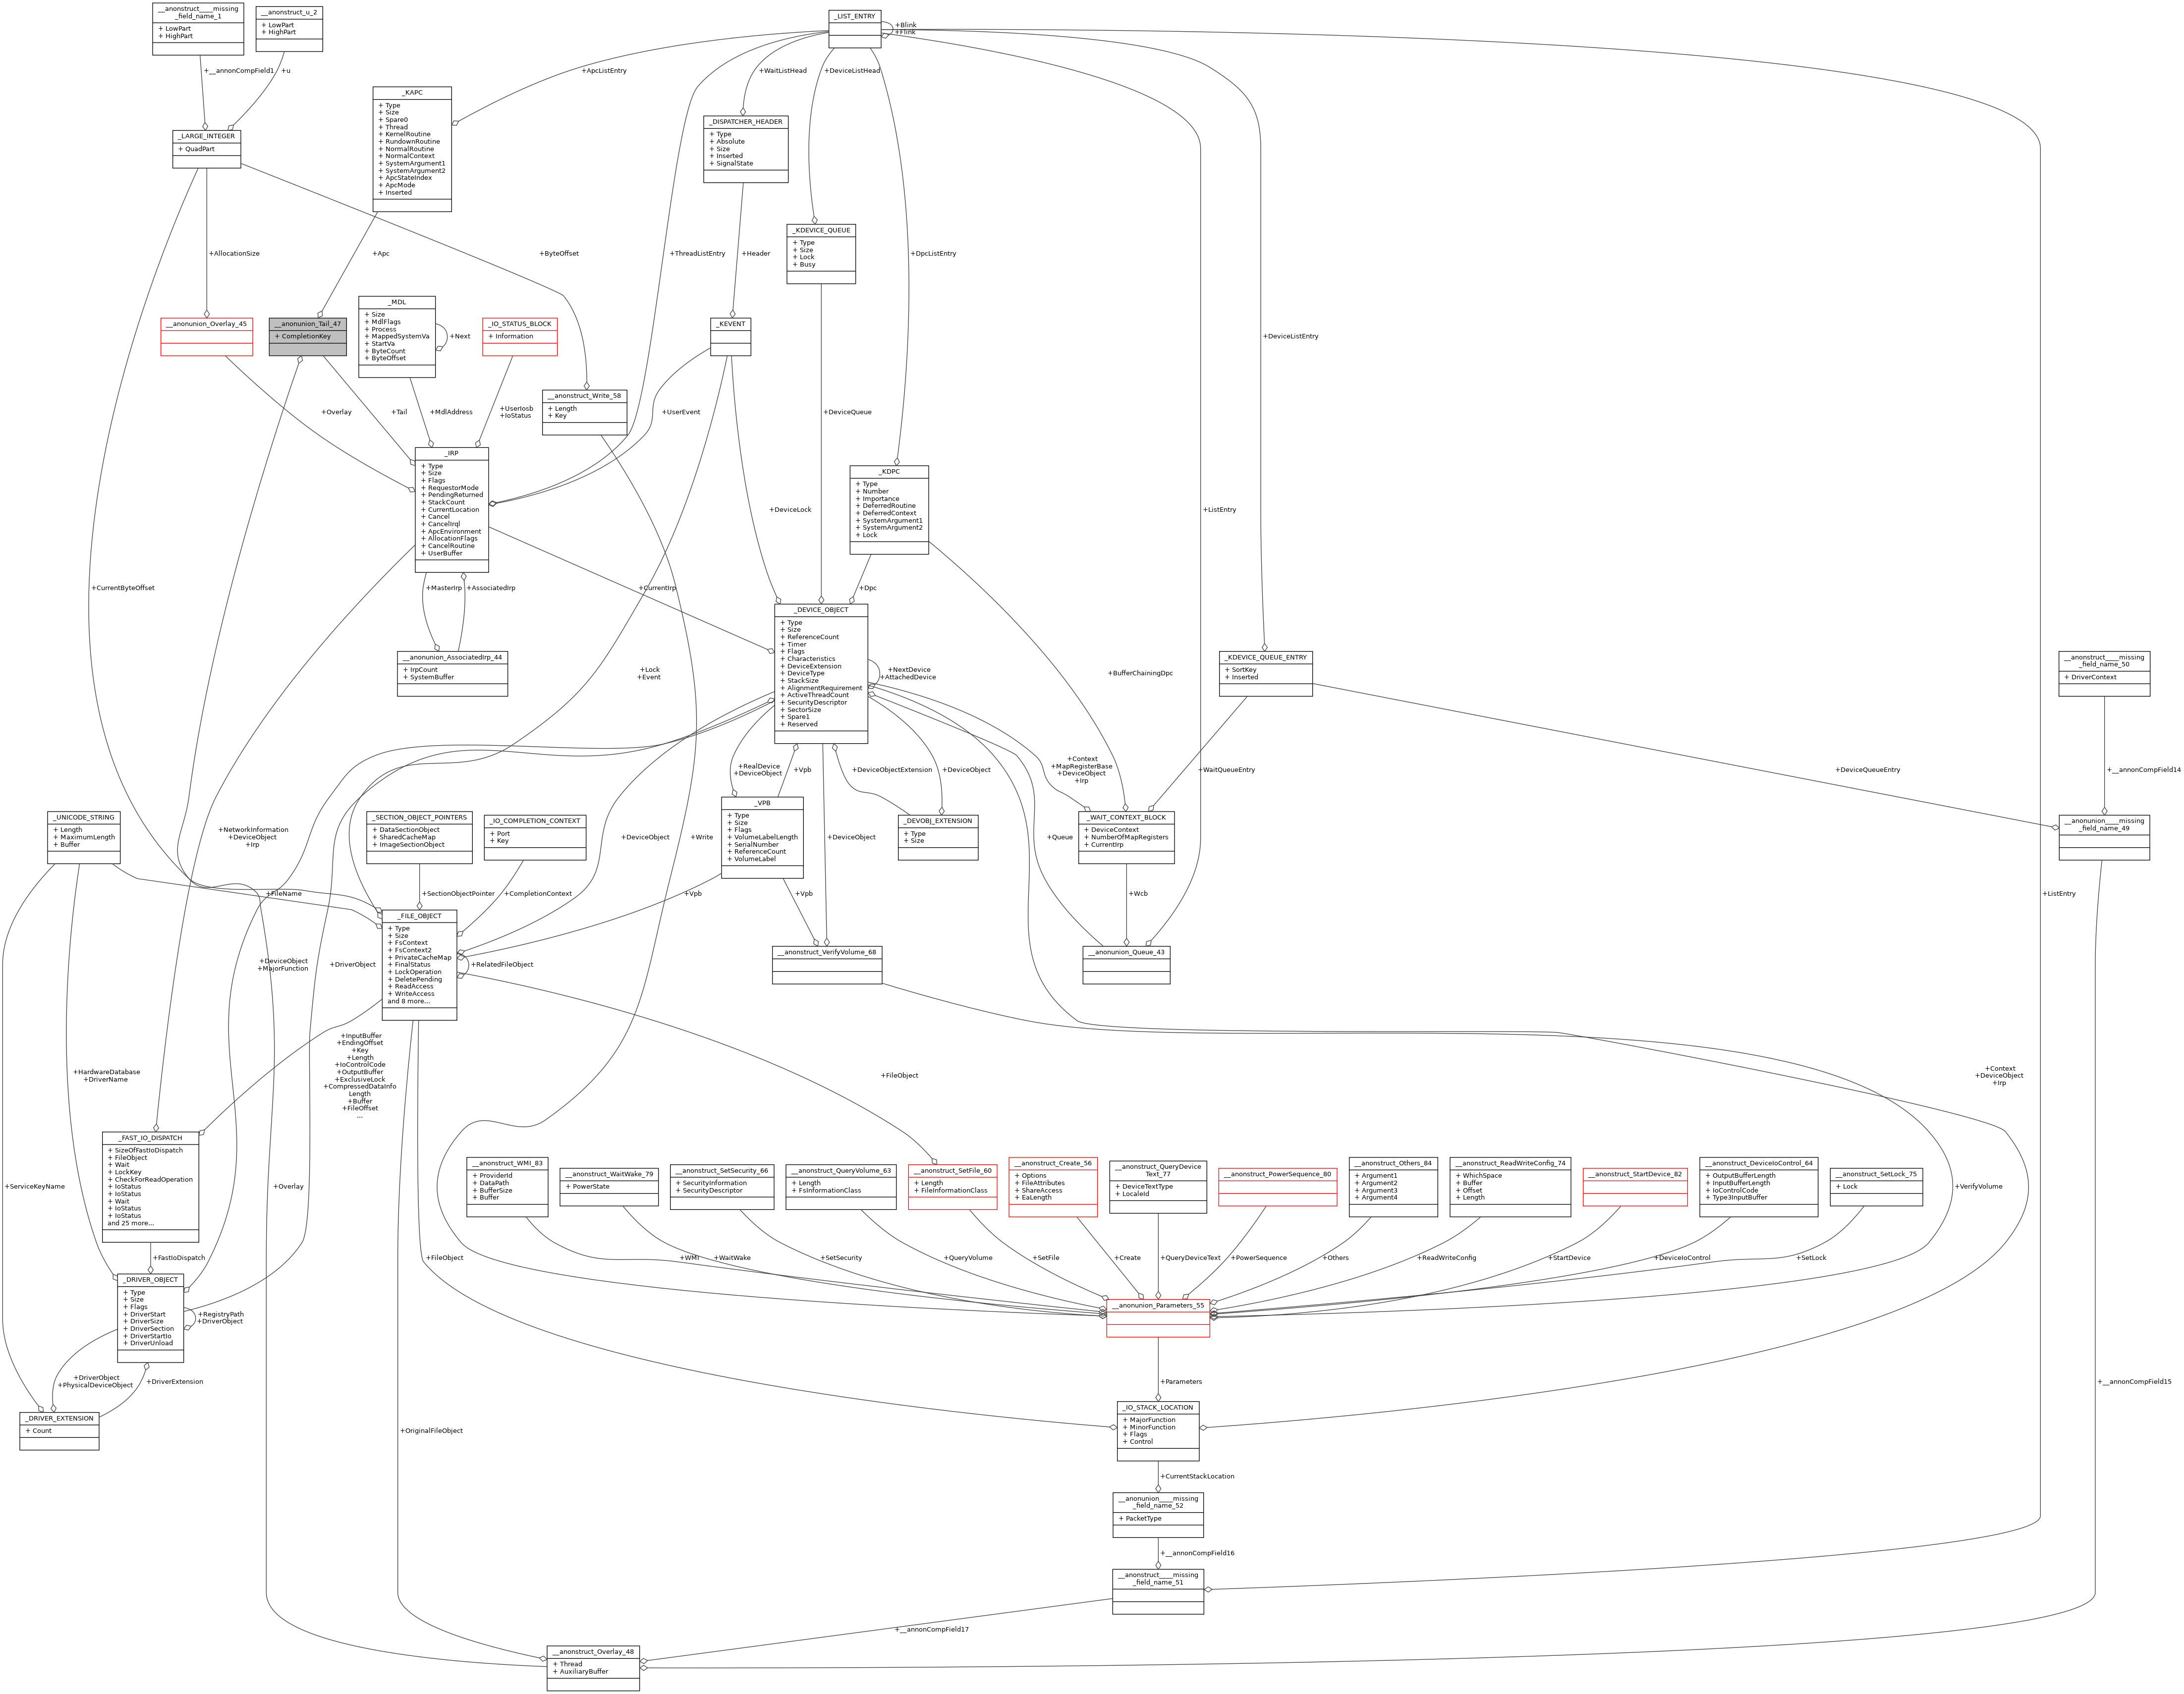 __anonstruct____missing
_field_name_1
+ LowPart
+ HighPart
__anonstruct_u_2
+ LowPart
+ HighPart
_LIST_ENTRY
+Blink
+Flink
+__annonCompField1
+u
+ApcListEntry
+WaitListHead
+DeviceListHead
_KAPC
+ Type
+ Size
+ Spare0
+ Thread
+ KernelRoutine
+ RundownRoutine
+ NormalRoutine
+ NormalContext
+ SystemArgument1
+ SystemArgument2
+ ApcStateIndex
+ ApcMode
+ Inserted
_LARGE_INTEGER
+ QuadPart
_DISPATCHER_HEADER
+ Type
+ Absolute
+ Size
+ Inserted
+ SignalState
_KDEVICE_QUEUE
+ Type
+ Size
+ Lock
+ Busy
+AllocationSize
+Apc
+ByteOffset
+ThreadListEntry
+Header
+DpcListEntry
__anonunion_Overlay_45
__anonunion_Tail_47
+ CompletionKey
_MDL
+ Size
+ MdlFlags
+ Process
+ MappedSystemVa
+ StartVa
+ ByteCount
+ ByteOffset
+Next
_IO_STATUS_BLOCK
+ Information
_KEVENT
+DeviceListEntry
__anonstruct_Write_58
+ Length
+ Key
+Overlay
+Tail
+MdlAddress
+UserIosb
+IoStatus
+UserEvent
+DeviceQueue
_IRP
+ Type
+ Size
+ Flags
+ RequestorMode
+ PendingReturned
+ StackCount
+ CurrentLocation
+ Cancel
+ CancelIrql
+ ApcEnvironment
+ AllocationFlags
+ CancelRoutine
+ UserBuffer
_KDPC
+ Type
+ Number
+ Importance
+ DeferredRoutine
+ DeferredContext
+ SystemArgument1
+ SystemArgument2
+ Lock
+DeviceLock
+ListEntry
+CurrentByteOffset
+MasterIrp
+AssociatedIrp
+CurrentIrp
+Dpc
_DEVICE_OBJECT
+ Type
+ Size
+ ReferenceCount
+ Timer
+ Flags
+ Characteristics
+ DeviceExtension
+ DeviceType
+ StackSize
+ AlignmentRequirement
+ ActiveThreadCount
+ SecurityDescriptor
+ SectorSize
+ Spare1
+ Reserved
+NextDevice
+AttachedDevice
__anonunion_AssociatedIrp_44
+ IrpCount
+ SystemBuffer
+Lock
+Event
+BufferChainingDpc
_KDEVICE_QUEUE_ENTRY
+ SortKey
+ Inserted
__anonstruct____missing
_field_name_50
+ DriverContext
+RealDevice
+DeviceObject
+Vpb
+DeviceObjectExtension
+DeviceObject
+Context
+MapRegisterBase
+DeviceObject
+Irp
+WaitQueueEntry
+DeviceQueueEntry
+__annonCompField14
_UNICODE_STRING
+ Length
+ MaximumLength
+ Buffer
+NetworkInformation
+DeviceObject
+Irp
_SECTION_OBJECT_POINTERS
+ DataSectionObject
+ SharedCacheMap
+ ImageSectionObject
_IO_COMPLETION_CONTEXT
+ Port
+ Key
+DeviceObject
+Write
_VPB
+ Type
+ Size
+ Flags
+ VolumeLabelLength
+ SerialNumber
+ ReferenceCount
+ VolumeLabel
+DeviceObject
_DEVOBJ_EXTENSION
+ Type
+ Size
+Queue
_WAIT_CONTEXT_BLOCK
+ DeviceContext
+ NumberOfMapRegisters
+ CurrentIrp
__anonunion____missing
_field_name_49
+FileName
+SectionObjectPointer
+CompletionContext
+Vpb
+Vpb
+Wcb
+ListEntry
_FILE_OBJECT
+ Type
+ Size
+ FsContext
+ FsContext2
+ PrivateCacheMap
+ FinalStatus
+ LockOperation
+ DeletePending
+ ReadAccess
+ WriteAccess
and 8 more...
+RelatedFileObject
+DeviceObject
+MajorFunction
+DriverObject
__anonstruct_VerifyVolume_68
__anonunion_Queue_43
+HardwareDatabase
+DriverName
+InputBuffer
+EndingOffset
+Key
+Length
+IoControlCode
+OutputBuffer
+ExclusiveLock
+CompressedDataInfo
Length
+Buffer
+FileOffset
...
+FileObject
+Context
+DeviceObject
+Irp
_FAST_IO_DISPATCH
+ SizeOfFastIoDispatch
+ FileObject
+ Wait
+ LockKey
+ CheckForReadOperation
+ IoStatus
+ IoStatus
+ Wait
+ IoStatus
+ IoStatus
and 25 more...
+ServiceKeyName
+Overlay
__anonstruct_WMI_83
+ ProviderId
+ DataPath
+ BufferSize
+ Buffer
__anonstruct_WaitWake_79
+ PowerState
__anonstruct_SetSecurity_66
+ SecurityInformation
+ SecurityDescriptor
__anonstruct_QueryVolume_63
+ Length
+ FsInformationClass
__anonstruct_SetFile_60
+ Length
+ FileInformationClass
__anonstruct_Create_56
+ Options
+ FileAttributes
+ ShareAccess
+ EaLength
__anonstruct_QueryDevice
Text_77
+ DeviceTextType
+ LocaleId
__anonstruct_PowerSequence_80
__anonstruct_Others_84
+ Argument1
+ Argument2
+ Argument3
+ Argument4
__anonstruct_ReadWriteConfig_74
+ WhichSpace
+ Buffer
+ Offset
+ Length
__anonstruct_StartDevice_82
__anonstruct_DeviceIoControl_64
+ OutputBufferLength
+ InputBufferLength
+ IoControlCode
+ Type3InputBuffer
__anonstruct_SetLock_75
+ Lock
+VerifyVolume
+FastIoDispatch
+FileObject
+WMI
+WaitWake
+SetSecurity
+QueryVolume
+SetFile
+Create
+QueryDeviceText
+PowerSequence
+Others
+ReadWriteConfig
+StartDevice
+DeviceIoControl
+SetLock
_DRIVER_OBJECT
+ Type
+ Size
+ Flags
+ DriverStart
+ DriverSize
+ DriverSection
+ DriverStartIo
+ DriverUnload
+RegistryPath
+DriverObject
__anonunion_Parameters_55
+DriverObject
+PhysicalDeviceObject
+DriverExtension
+Parameters
+__annonCompField15
_DRIVER_EXTENSION
+ Count
+OriginalFileObject
_IO_STACK_LOCATION
+ MajorFunction
+ MinorFunction
+ Flags
+ Control
+CurrentStackLocation
__anonunion____missing
_field_name_52
+ PacketType
+__annonCompField16
__anonstruct____missing
_field_name_51
+__annonCompField17
__anonstruct_Overlay_48
+ Thread
+ AuxiliaryBuffer